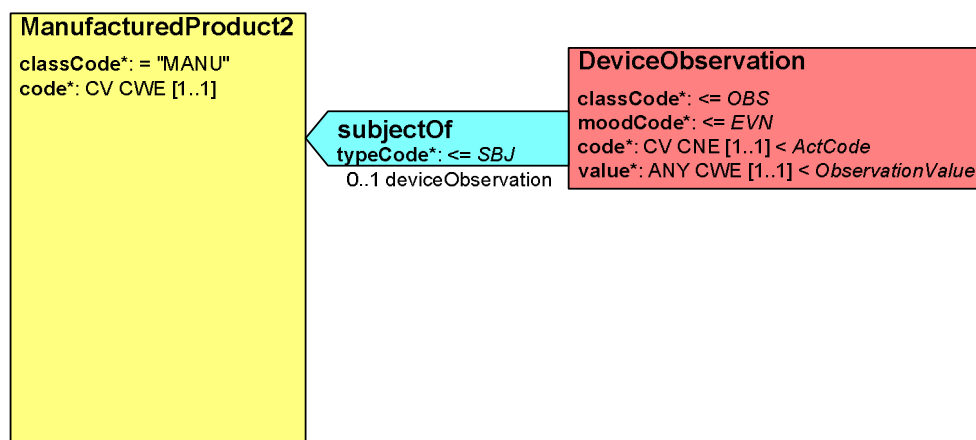 ManufacturedProduct2
classCode*: = "MANU"
code*: CV CWE [1..1]
subjectOf
typeCode*: <= SBJ
0..1 deviceObservation
DeviceObservation
classCode*: <= OBS
moodCode*: <= EVN
code*: CV CNE [1..1] < ActCode
value*: ANY CWE [1..1] < ObservationValue